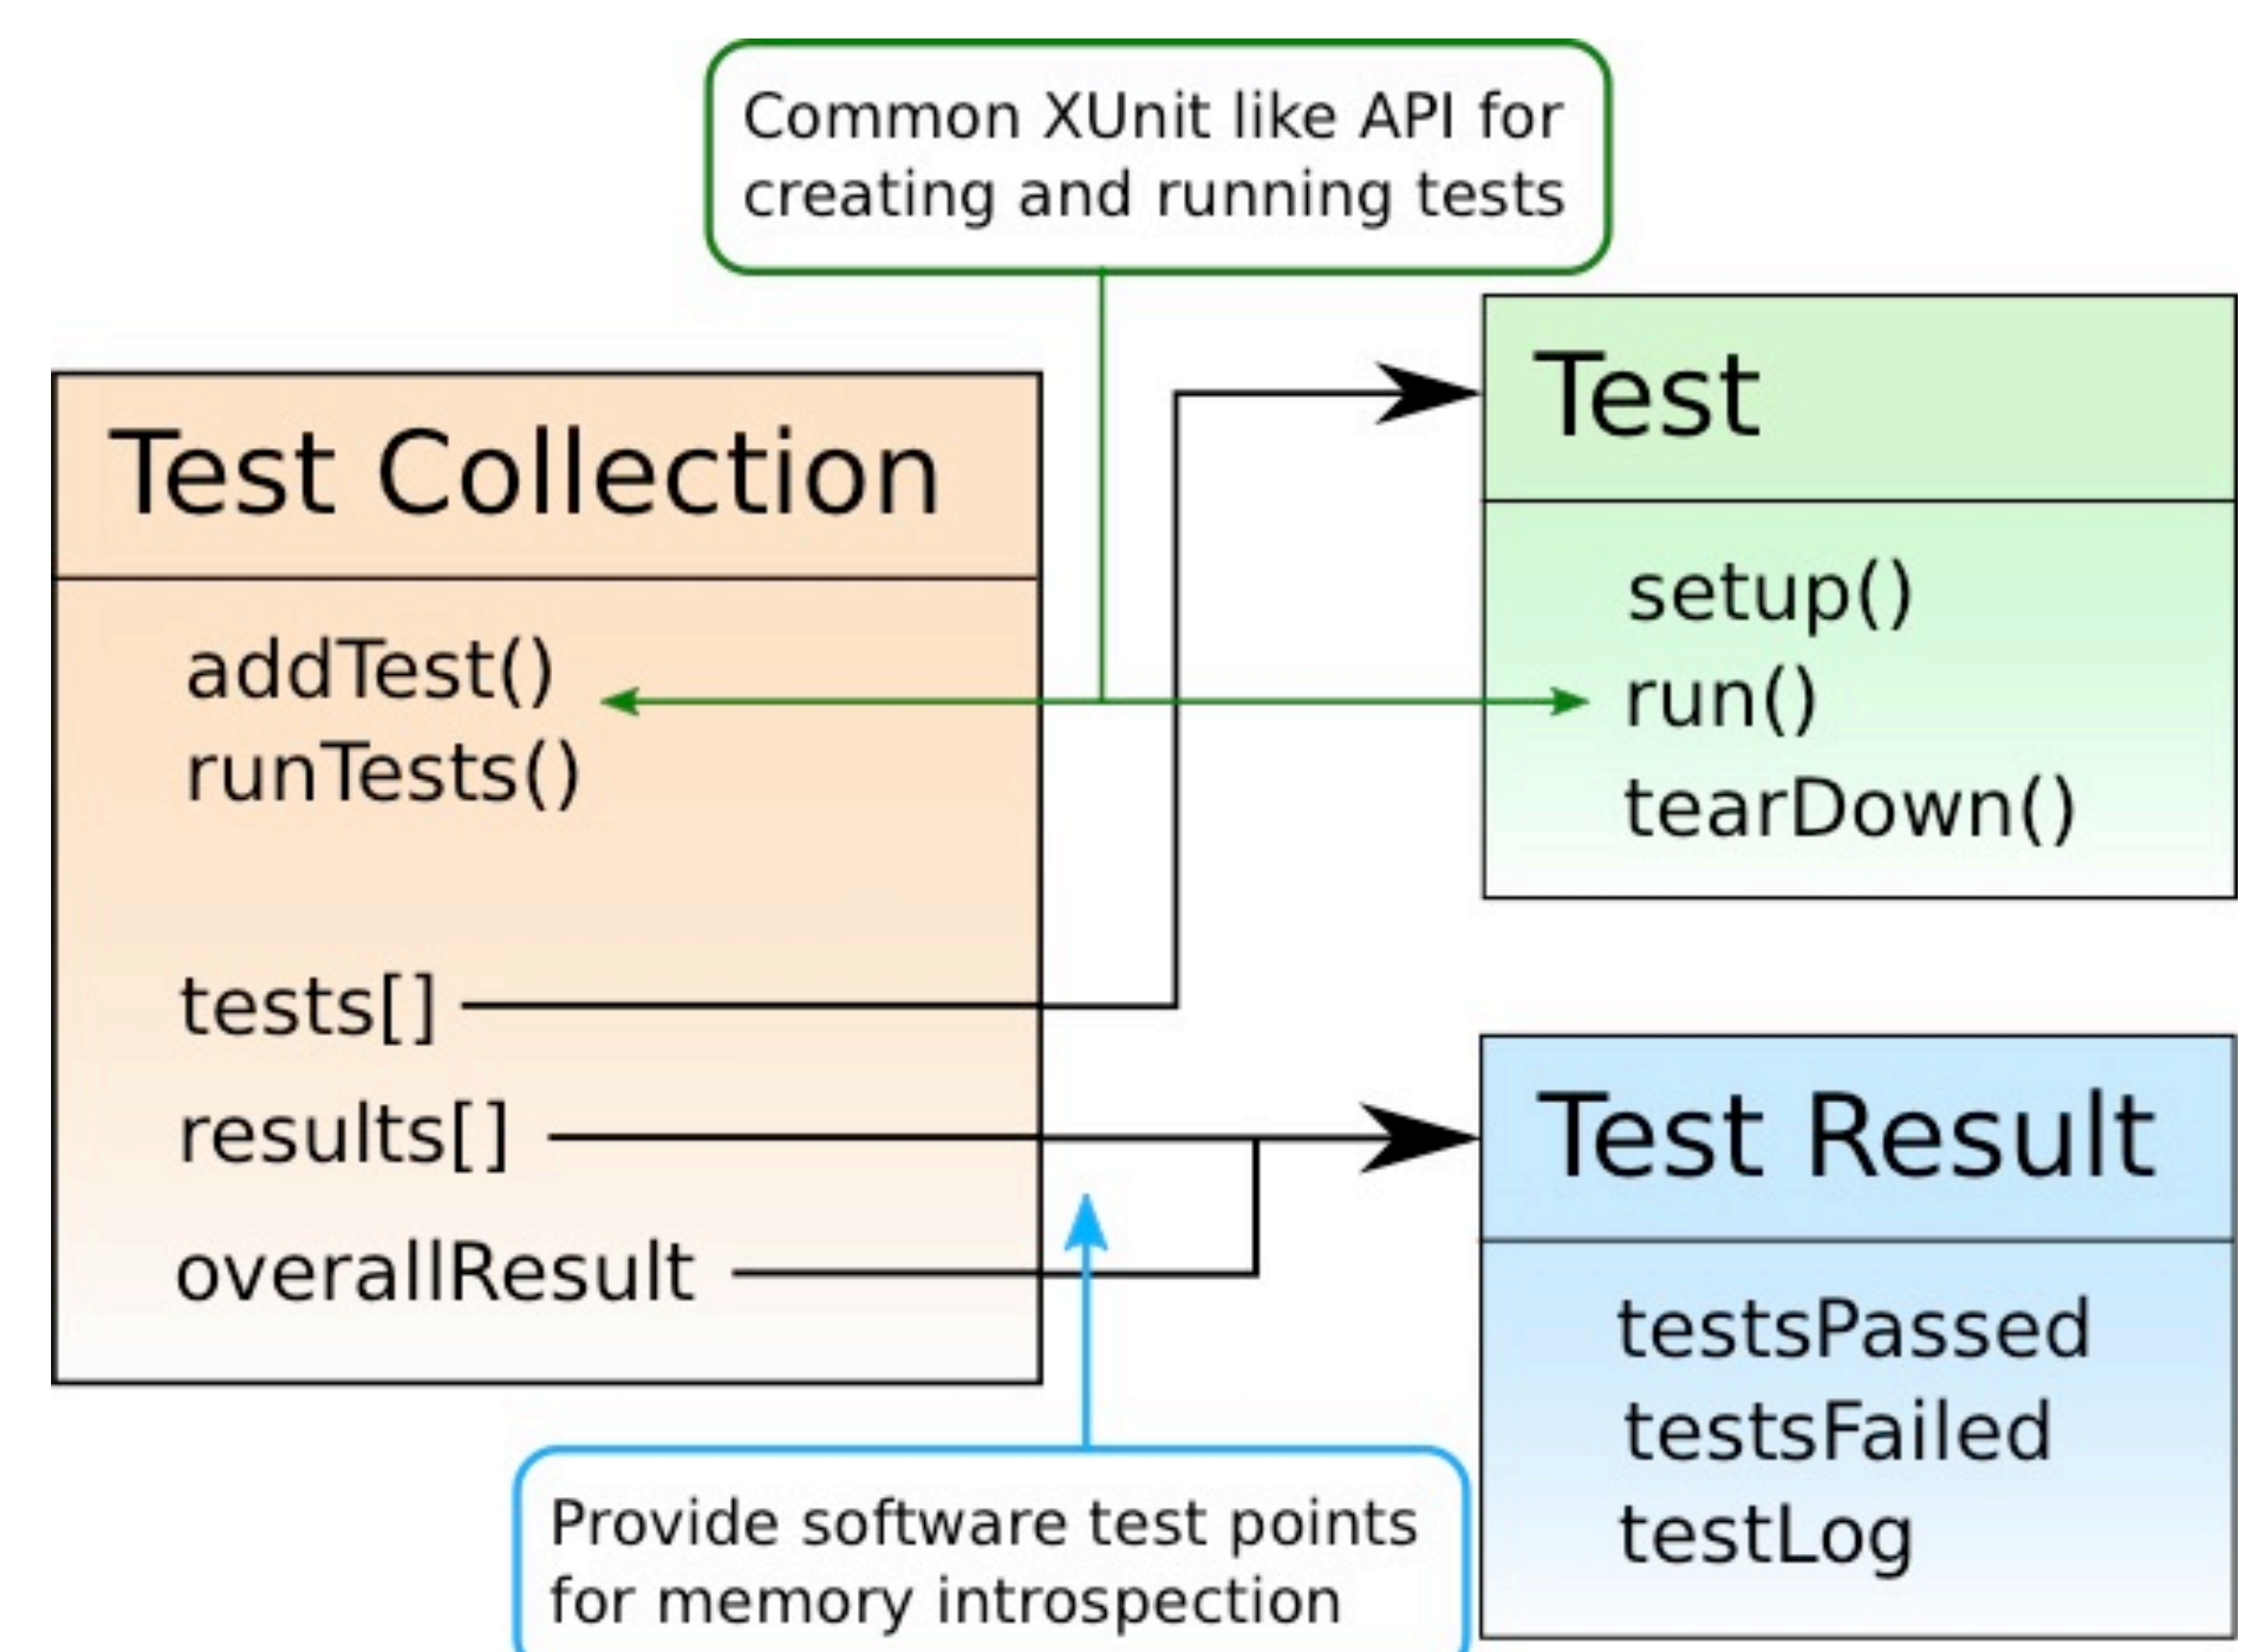 Common XUnit like API for
creating and running tests
Test Collection
addTest()
runTests()
tests[]
results[]
overallResult
Test
setup()
run()
tearDown()
Test Result
testsPassed
testsFailed
testLog
Provide software test points
for memory introspection